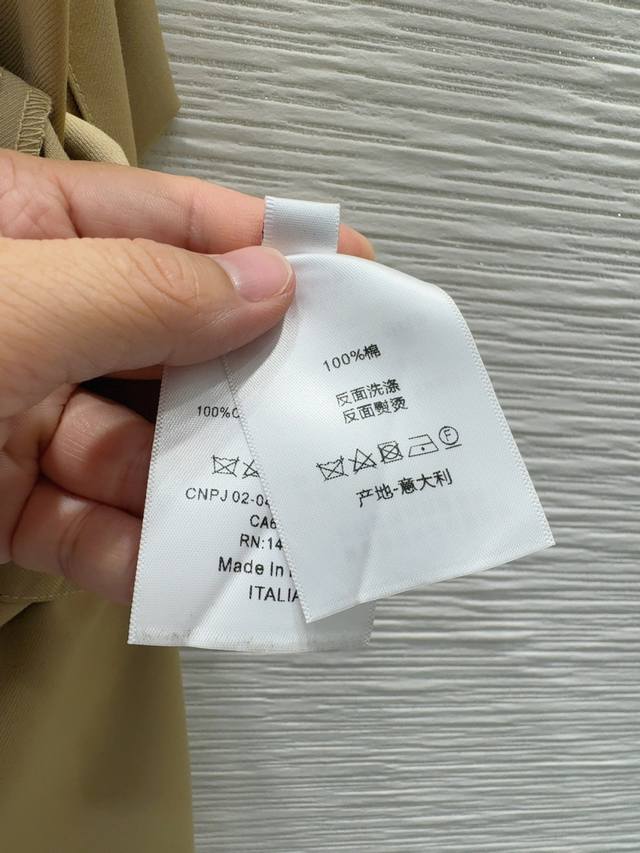 100%棉
反面洗涤
反面熨烫
F
产地-意大利
100%
CNPJ 02-0
CA6
RN:14
Made In
ITALIA